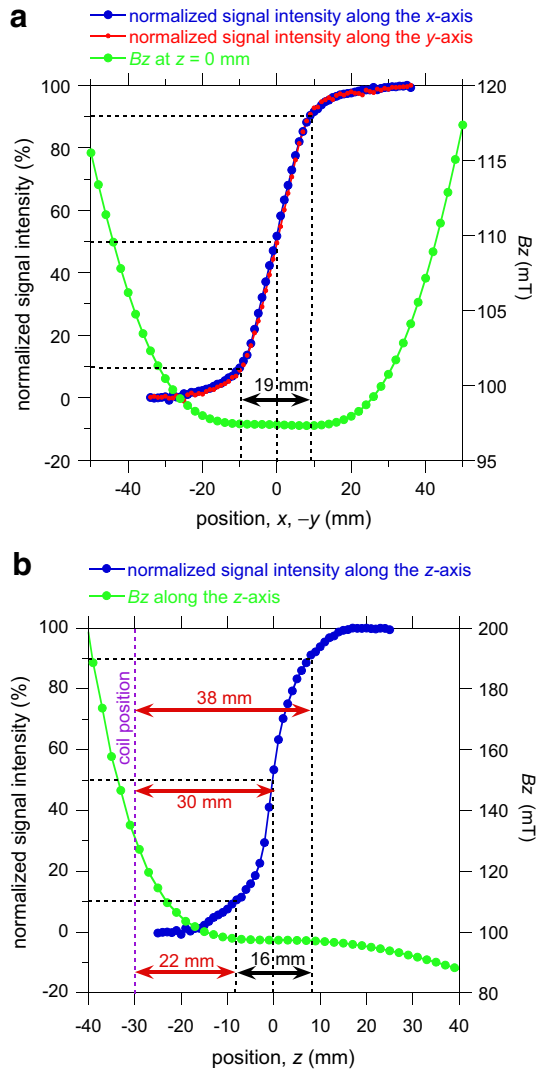 a
normalized signal intensity along the x-axis
normalized signal intensity along the y-axis
Bz at z = 0 mm
normalized signal intensity (%)
100
80
60
40
20
0
-20
120
115
110
105
100
95
Bz (mT)
19 mm
-40 -20 0 20 40
position, x, –y (mm)
b
normalized signal intensity along the z-axis
Bz along the z-axis
normalized signal intensity (%)
100
80
60
40
20
0
-20
200
180
160
140
120
100
80
Bz (mT)
coil position
38 mm
30 mm
22 mm 16 mm
-40 -30 -20 -10 0 10 20 30 40
position, z (mm)